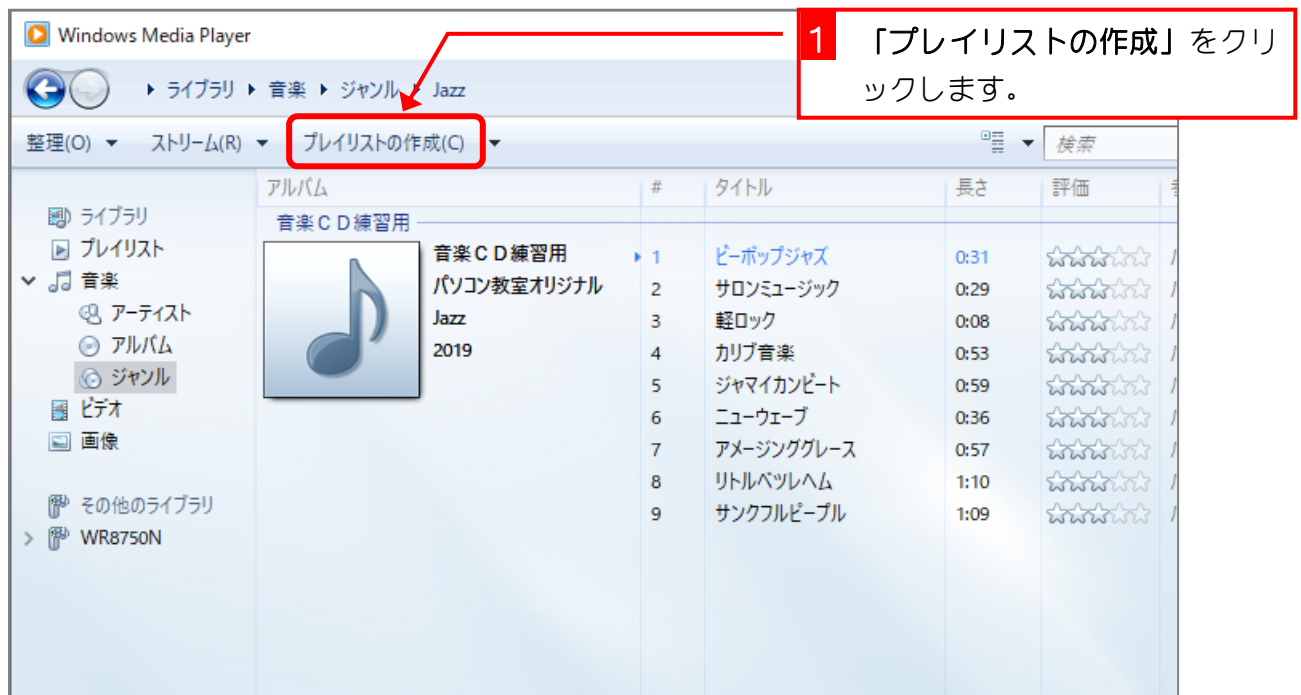 Windows Media Player
1 「プレイリストの作成」をクリ
ックします。
ライブラリ ▸ 音楽 ▸ ジャンル ▸ Jazz
整理(O) ストリーム(R) プレイリストの作成(C) 検索
アルバム # タイトル 長さ 評価
ライブラリ
プレイリスト
音楽
アーティスト
アルバム
ジャンル
ビデオ
画像
その他のライブラリ
WR8750N
音楽ＣＤ練習用
音楽ＣＤ練習用
パソコン教室オリジナル
Jazz
2019
1 ビーボップジャズ 0:31
2 サロンミュージック 0:29
3 軽ロック 0:08
4 カリブ音楽 0:53
5 ジャマイカンビート 0:59
6 ニューウェーブ 0:36
7 アメージンググレース 0:57
8 リトルベツレヘム 1:10
9 サンクフルピープル 1:09